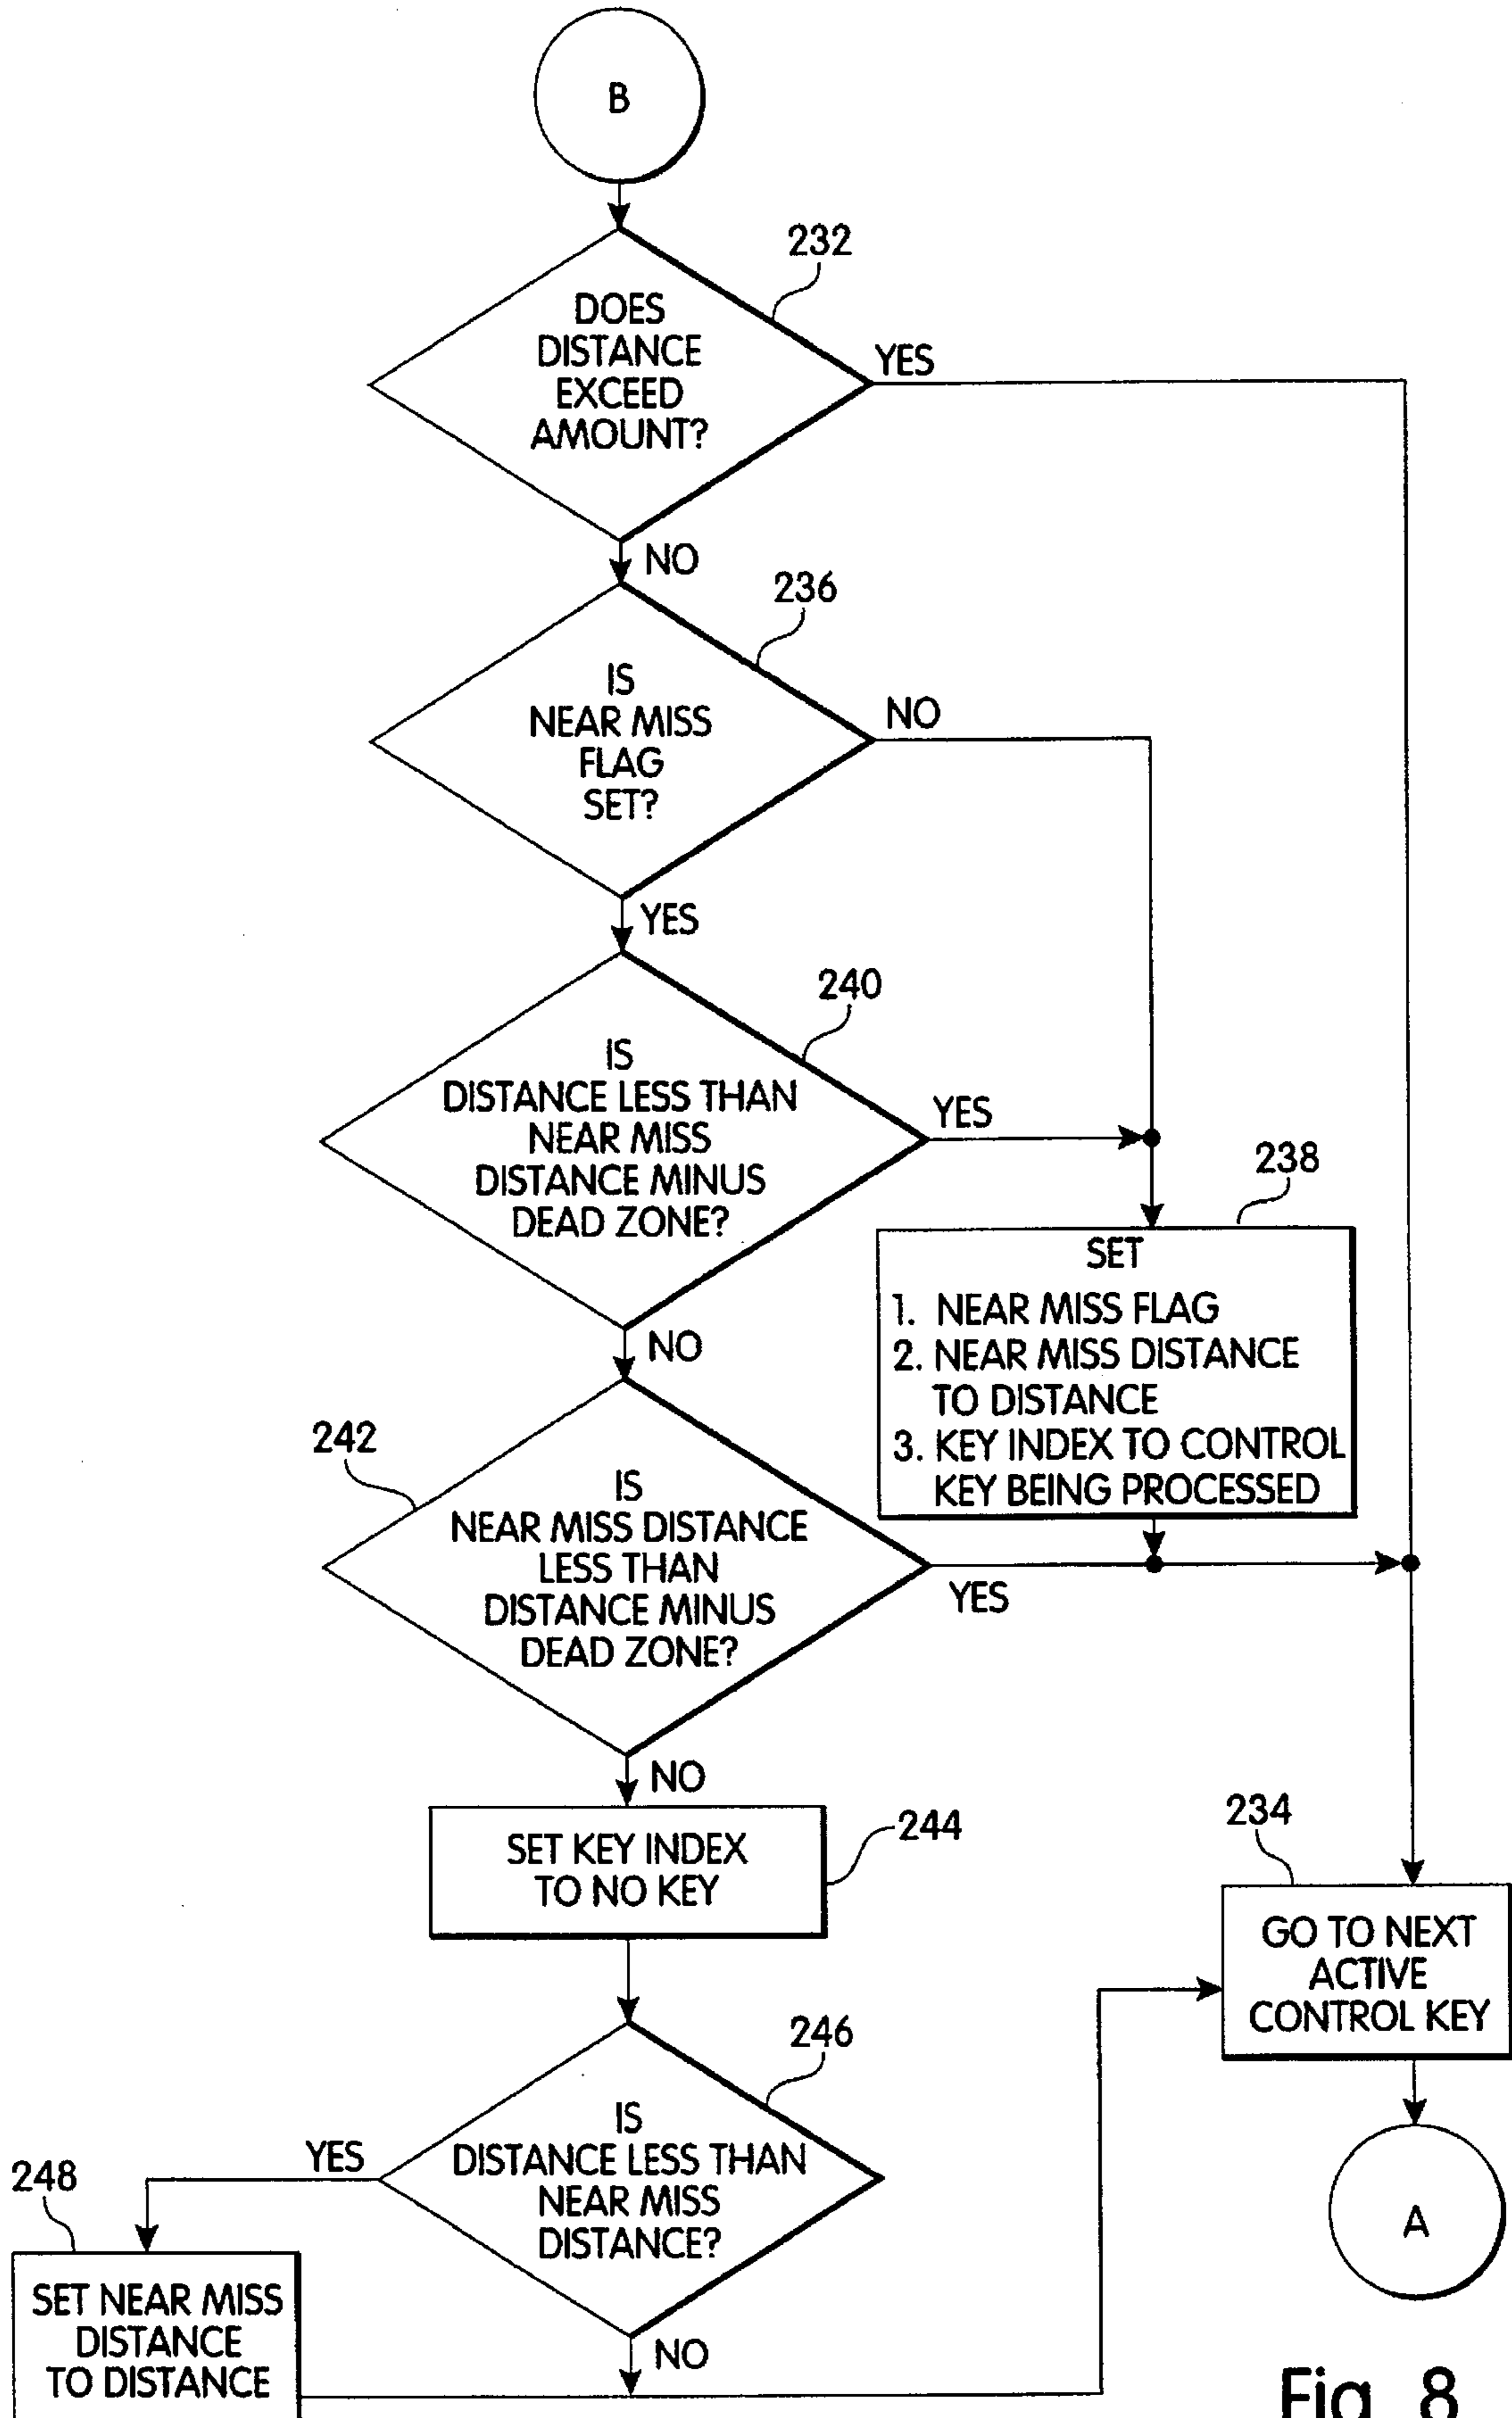 B
232
DOES
DISTANCE
EXCEED
AMOUNT?
YES
NO
236
IS
NEAR MISS
FLAG
SET?
NO
YES
240
IS
DISTANCE LESS THAN
NEAR MISS
DISTANCE MINUS
DEAD ZONE?
YES
238
SET
1. NEAR MISS FLAG
2. NEAR MISS DISTANCE
TO DISTANCE
3. KEY INDEX TO CONTROL
KEY BEING PROCESSED
NO
242
IS
NEAR MISS DISTANCE
LESS THAN
DISTANCE MINUS
DEAD ZONE?
YES
NO
244
SET KEY INDEX
TO NO KEY
234
GO TO NEXT
ACTIVE
CONTROL KEY
246
IS
DISTANCE LESS THAN
NEAR MISS
DISTANCE?
YES
248
SET NEAR MISS
DISTANCE
TO DISTANCE
NO
A
Fig. 8